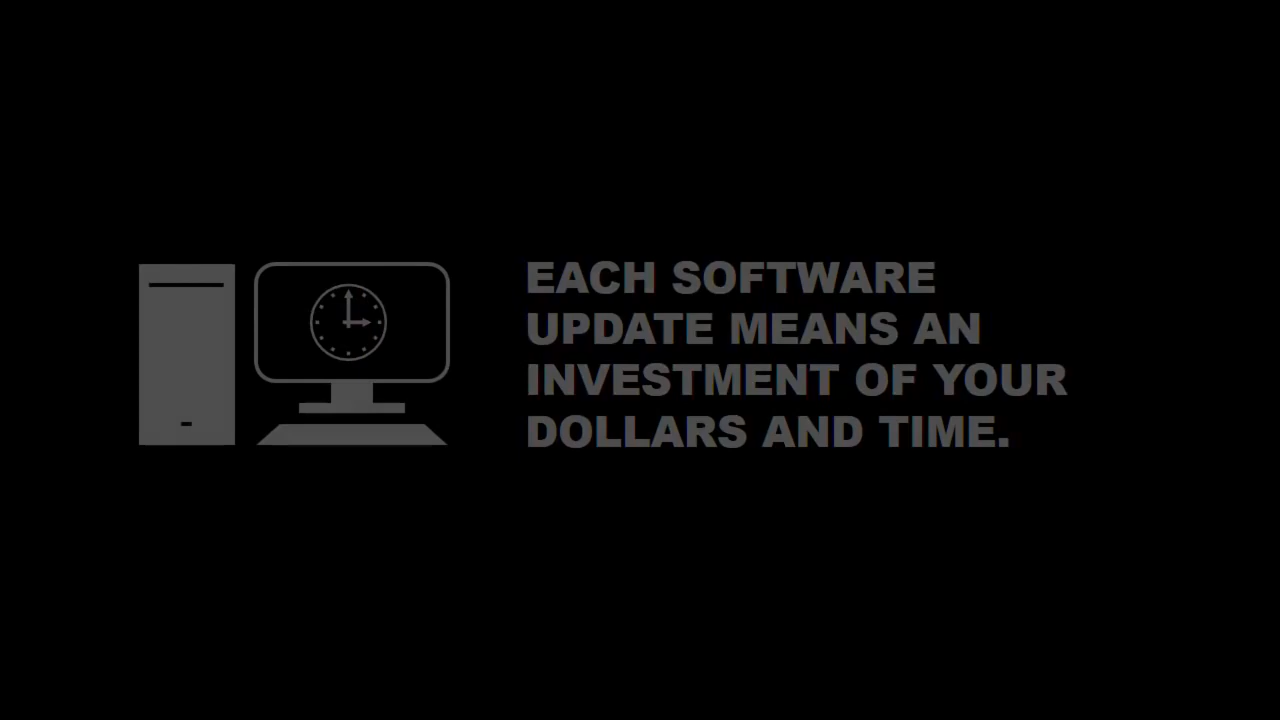 EACH SOFTWARE
UPDATE MEANS AN
INVESTMENT OF YOUR
DOLLARS AND TIME.